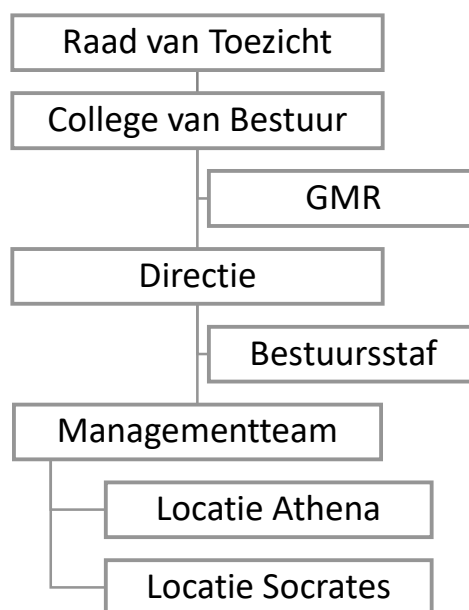 Raad van Toezicht
College van Bestuur
GMR
Directie
Bestuursstaf
Managementteam
Locatie Athena
Locatie Socrates